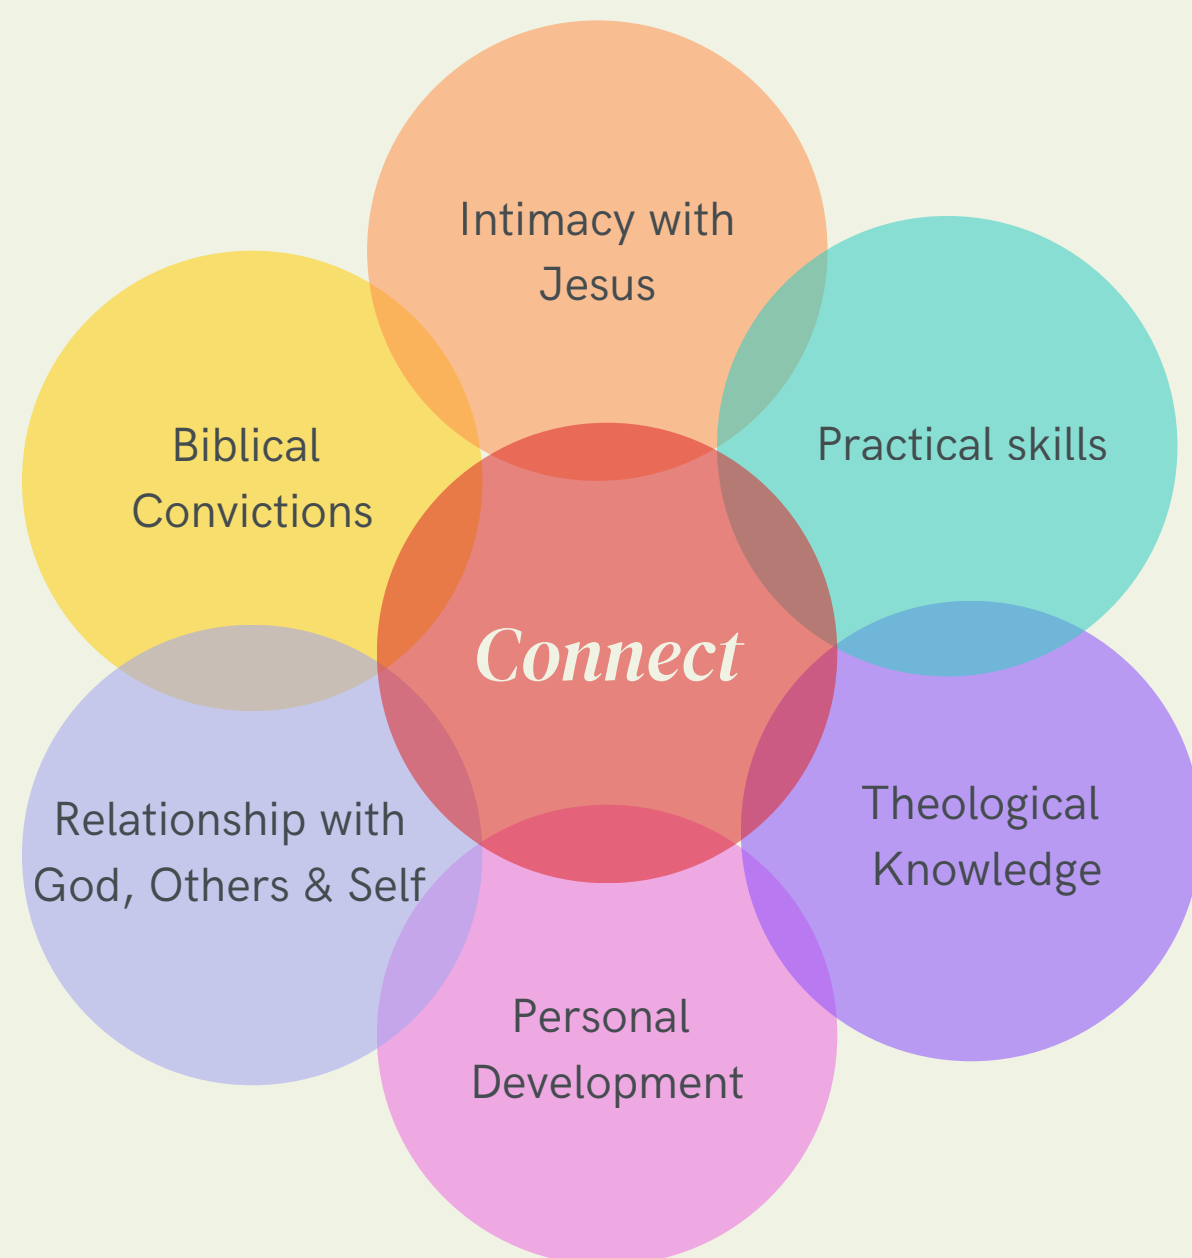 Intimacy with
Jesus
Practical skills
Biblical
Convictions
Connect
Theological
Knowledge
Relationship with
God, Others & Self
Personal
Development